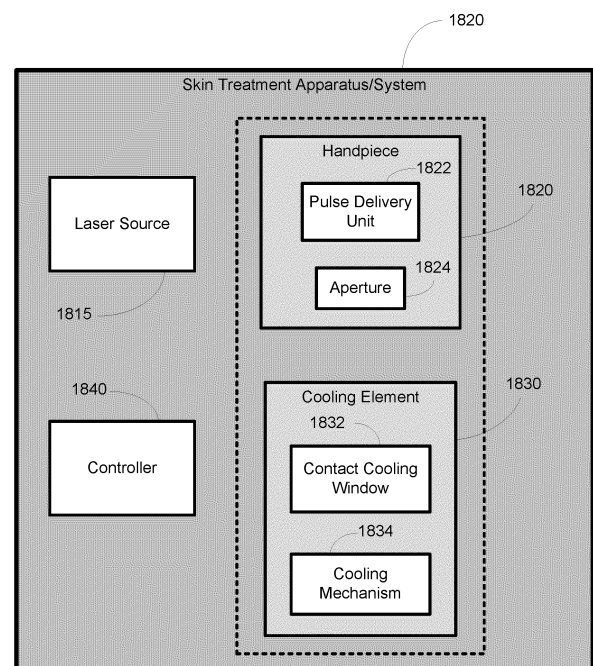 1820
Skin Treatment Apparatus/System
Handpiece
1822
Pulse Delivery
Unit
1820
1824
Aperture
Laser Source
1815
1840
Controller
1830
Cooling Element
1832
Contact Cooling
Window
1834
Cooling
Mechanism